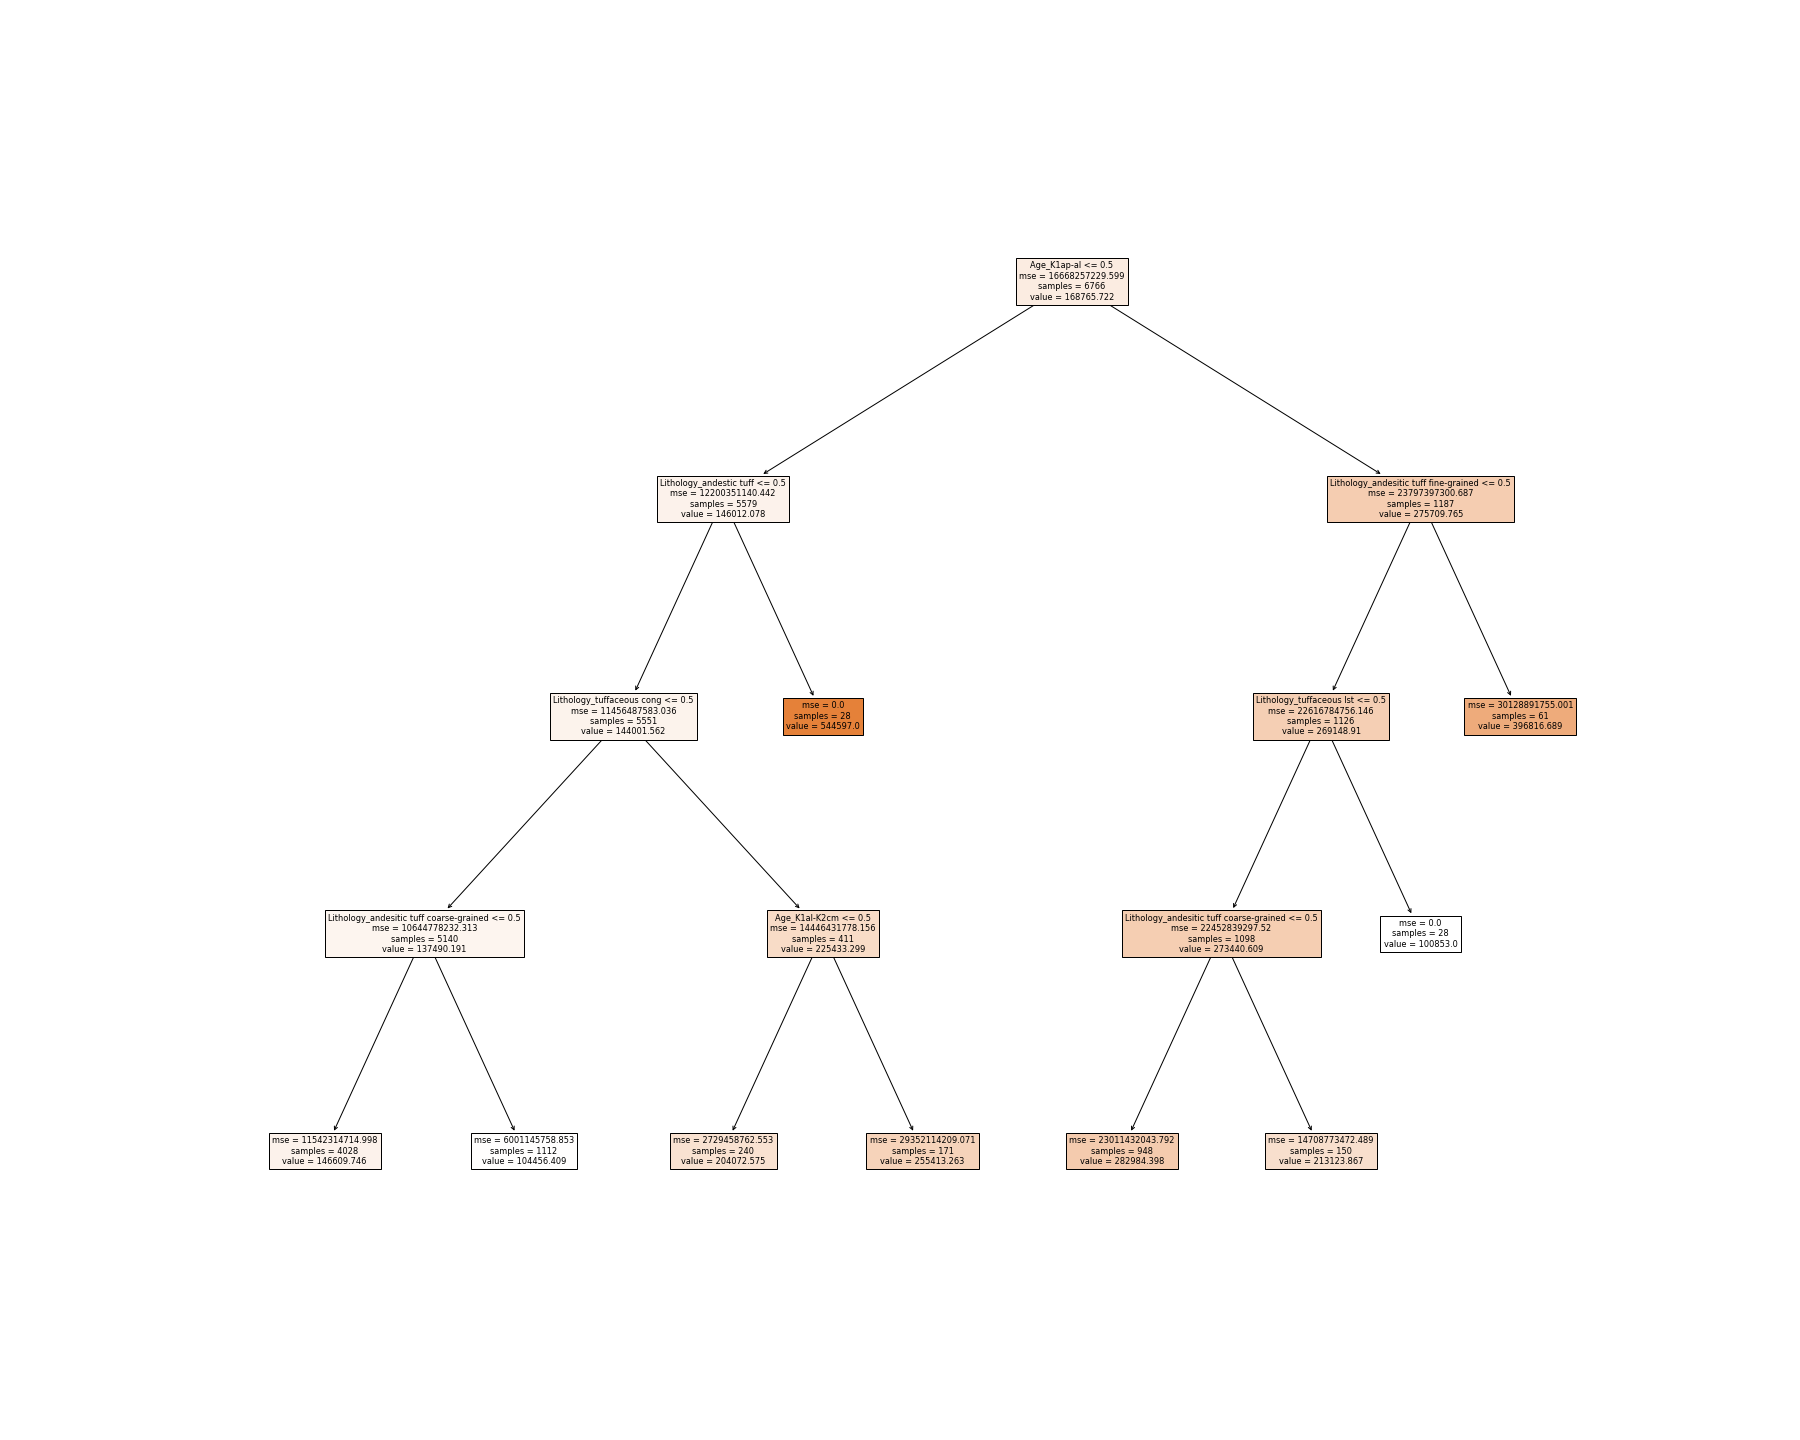 Age_K1ap-al <= 0.5
mse = 16668257229.599
samples = 6766
value = 168765.722
Lithology_andestic tuff <= 0.5
mse = 12200351140.442
samples = 5579
value = 146012.078
Lithology_andesitic tuff fine-grained <= 0.5
mse = 23797397300.687
samples = 1187
value = 275709.765
Lithology_tuffaceous cong <= 0.5
mse = 11456487583.036
samples = 5551
value = 144001.562
mse = 0.0
samples = 28
value = 544597.0
Lithology_tuffaceous lst <= 0.5
mse = 22616784756.146
samples = 1126
value = 269148.91
mse = 30128891755.001
samples = 61
value = 396816.689
Lithology_andesitic tuff coarse-grained <= 0.5
mse = 10644778232.313
samples = 5140
value = 137490.191
Age_K1al-K2cm <= 0.5
mse = 14446431778.156
samples = 411
value = 225433.299
Lithology_andesitic tuff coarse-grained <= 0.5
mse = 22452839297.52
samples = 1098
value = 273440.609
mse = 0.0
samples = 28
value = 100853.0
mse = 11542314714.998
samples = 4028
value = 146609.746
mse = 6001145758.853
samples = 1112
value = 104456.409
mse = 2729458762.553
samples = 240
value = 204072.575
mse = 29352114209.071
samples = 171
value = 255413.263
mse = 23011432043.792
samples = 948
value = 282984.398
mse = 14708773472.489
samples = 150
value = 213123.867